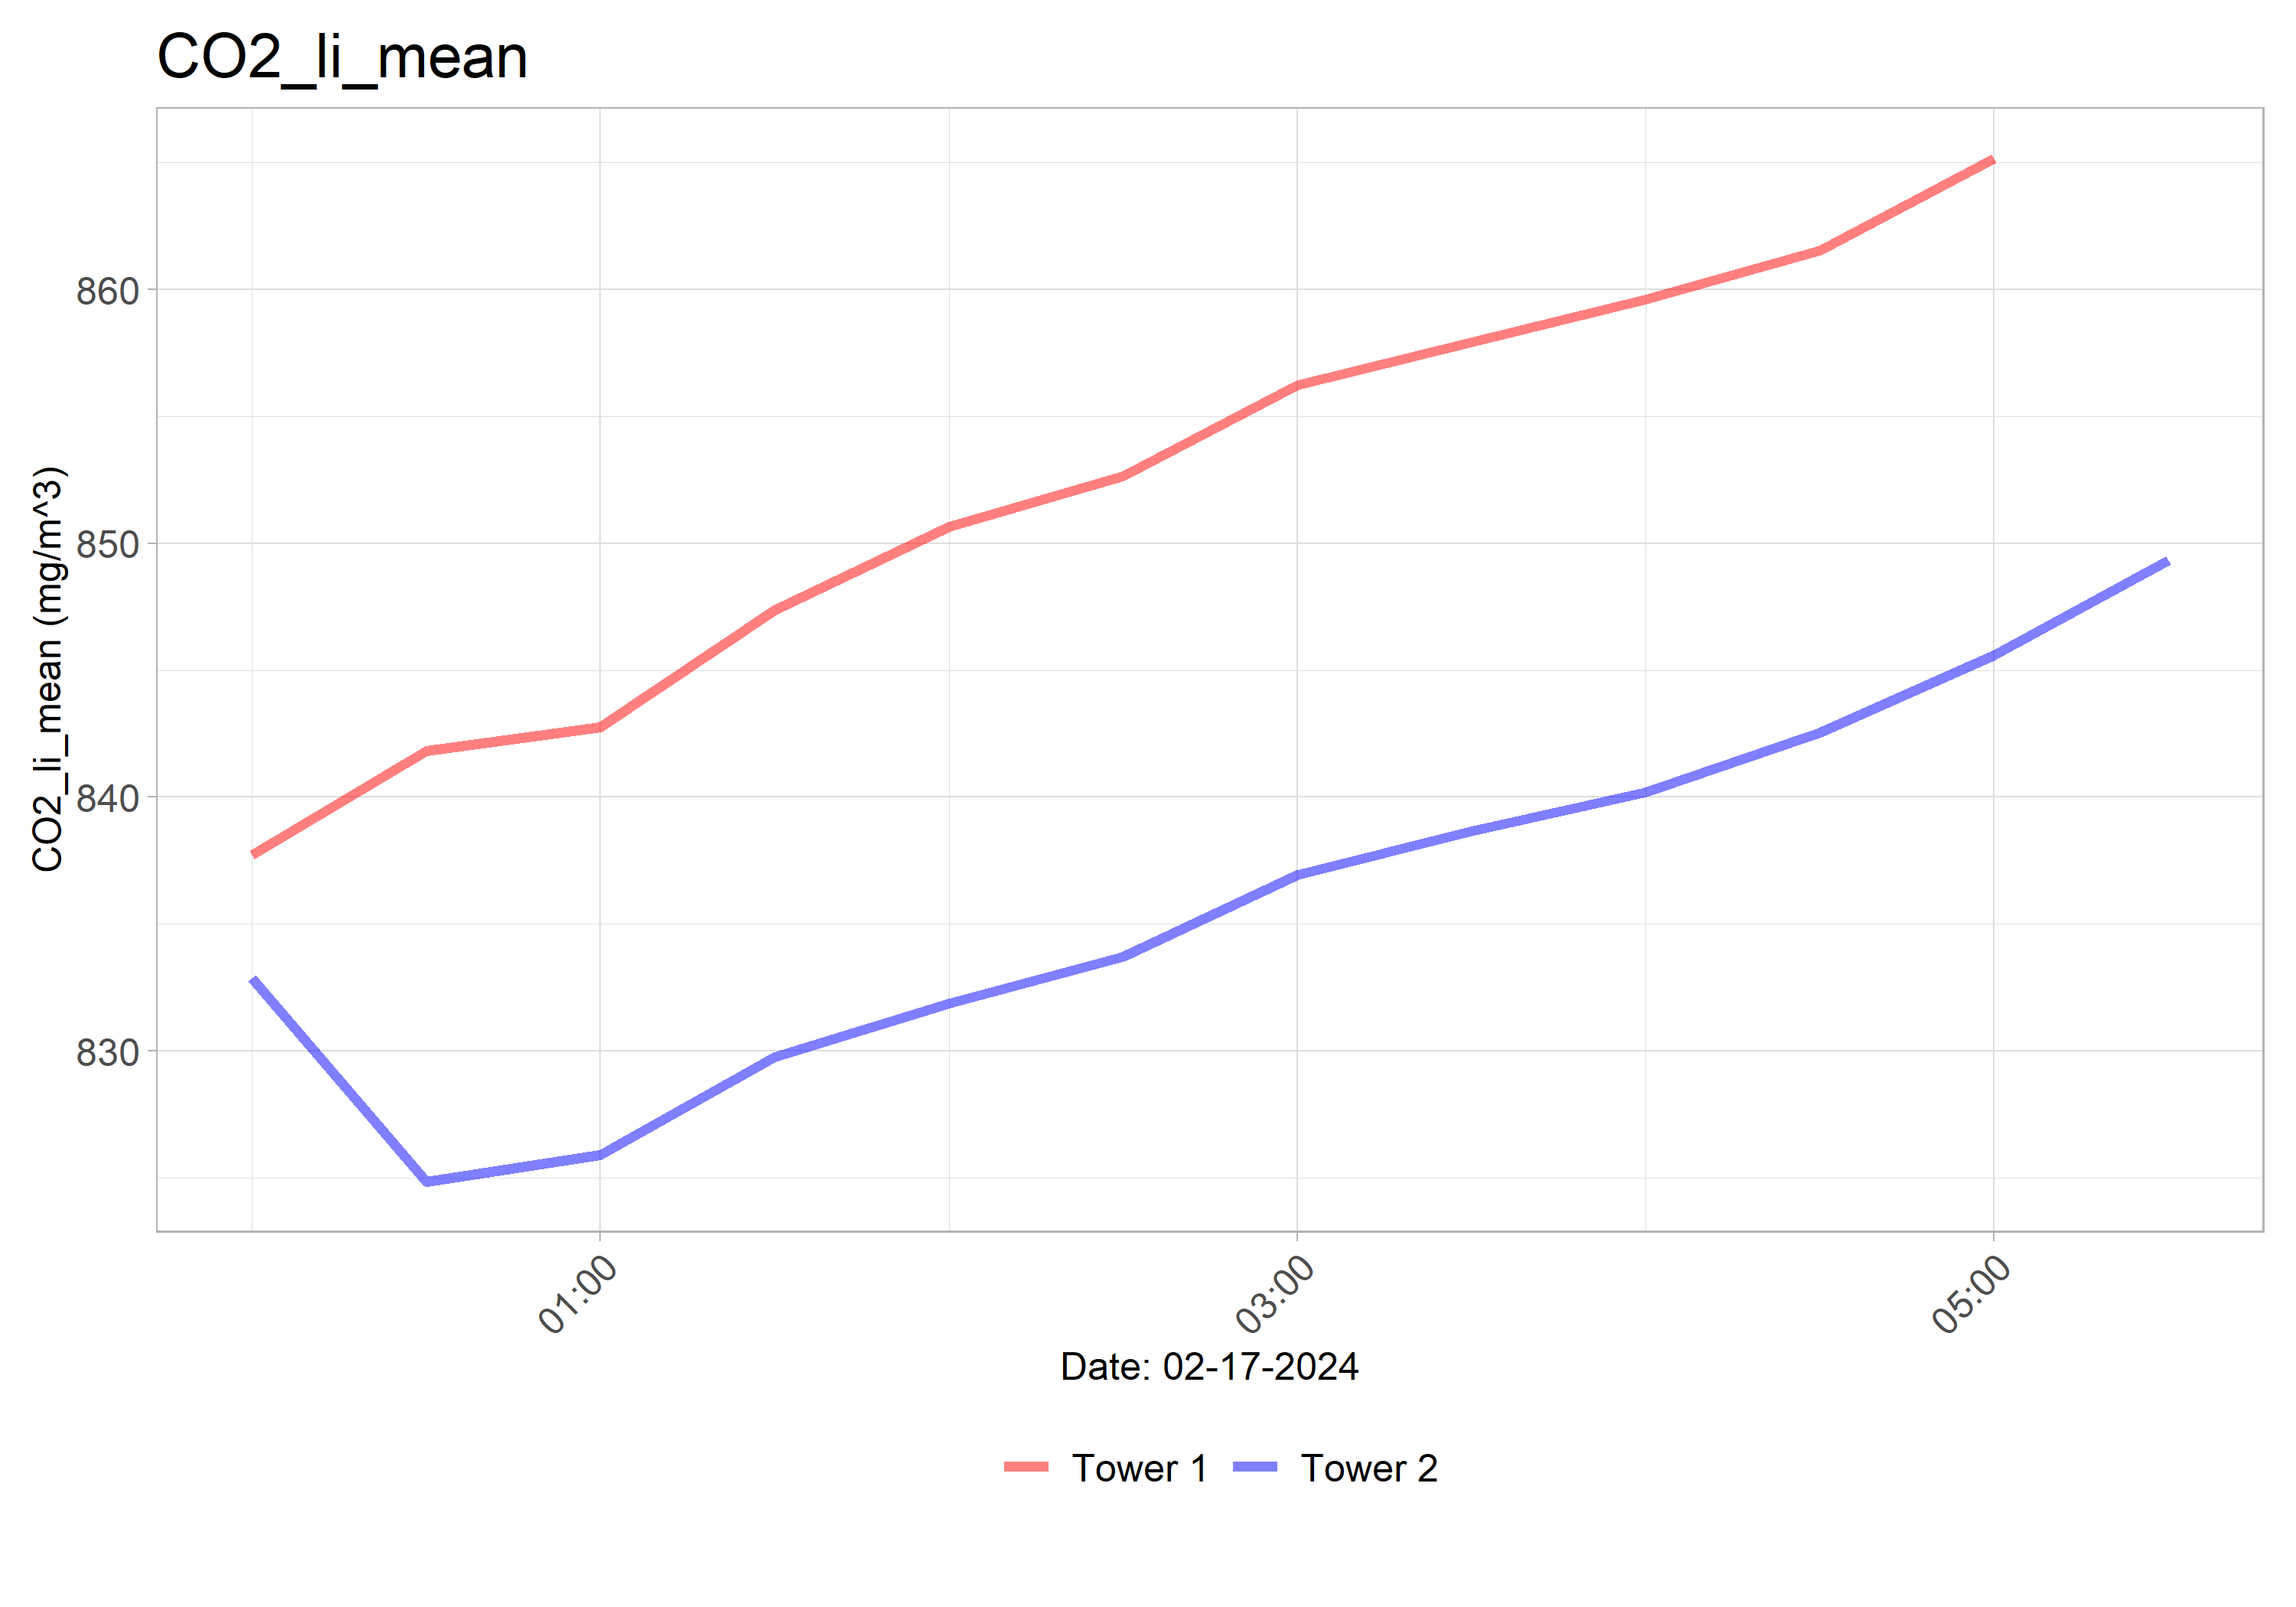 CO2_li_mean
CO2_li_mean (mg/m^3)
860
850
840
830
01:00
03:00
05:00
Date: 02-17-2024
Tower 1
Tower 2